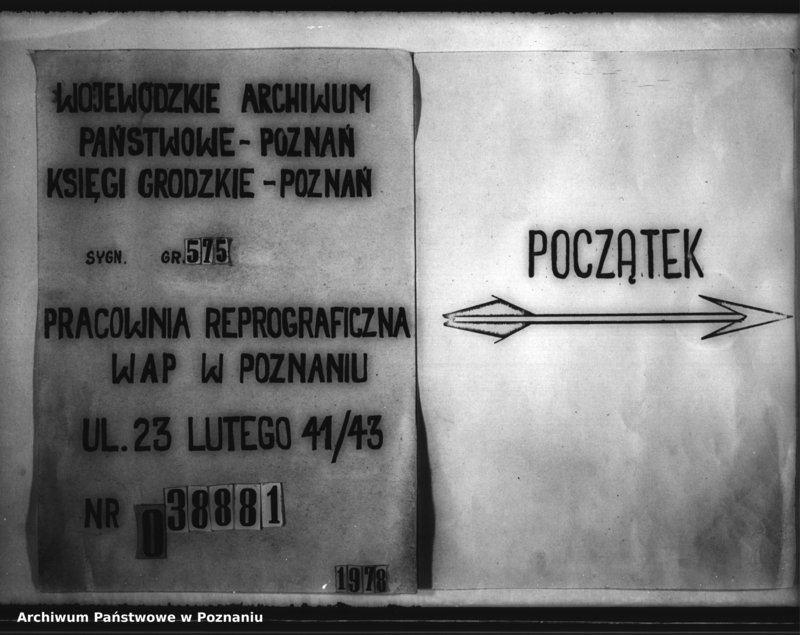 WOJEWÓDZKIE ARCHIWUM
PAŃSTWOWE - POZNAŃ
KSIĘGI GRODZKIE - POZNAŃ
SYGN. GR. 575
PRACOWNIA REPROGRAFICZNA
WAP W POZNANIU
UL. 23 LUTEGO 41/43
NR 038881
1978
POCZĄTEK
Archiwum Państwowe w Poznaniu